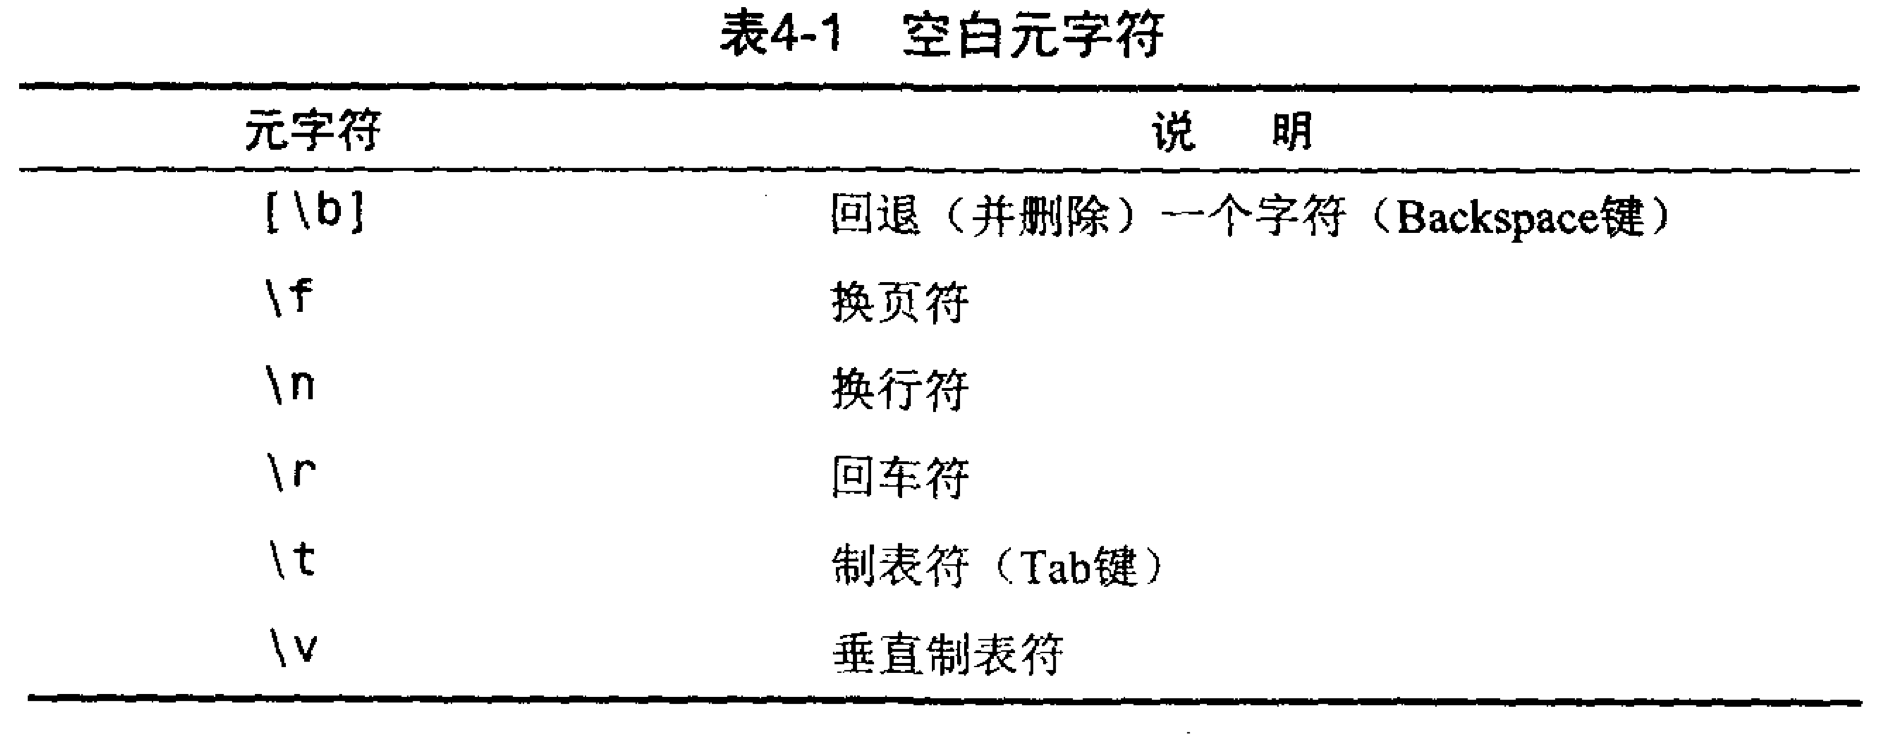 表4-1 空白元字符
元字符 说 明
[\b] 回退（并删除）一个字符（Backspace键）
\f 换页符
\n 换行符
\r 回车符
\t 制表符（Tab键）
\v 垂直制表符